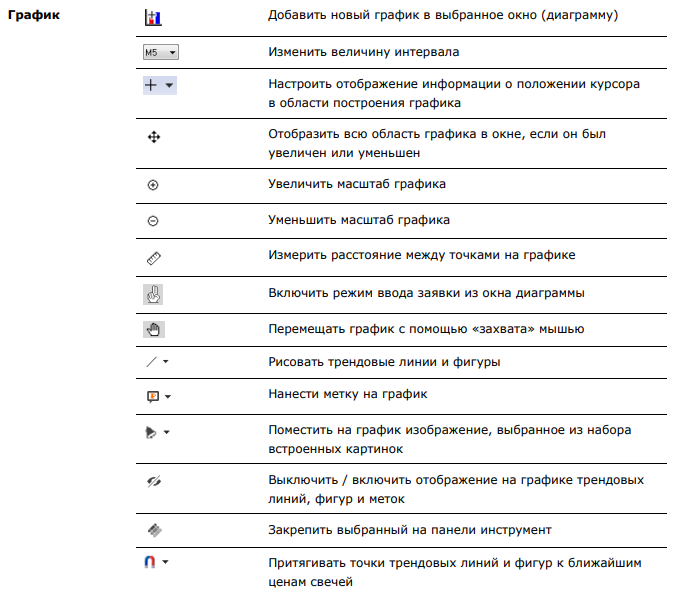 График
Добавить новый график в выбранное окно (диаграмму)
M5
Изменить величину интервала
Настроить отображение информации о положении курсора
в области построения графика
Отобразить всю область графика в окне, если он был
увеличен или уменьшен
Увеличить масштаб графика
Уменьшить масштаб графика
Измерить расстояние между точками на графике
Включить режим ввода заявки из окна диаграммы
Перемещать график с помощью «захвата» мышью
Рисовать трендовые линии и фигуры
Нанести метку на график
Поместить на график изображение, выбранное из набора
встроенных картинок
Выключить / включить отображение на графике трендовых
линий, фигур и меток
Закрепить выбранный на панели инструмент
Притягивать точки трендовых линий и фигур к ближайшим
ценам свечей